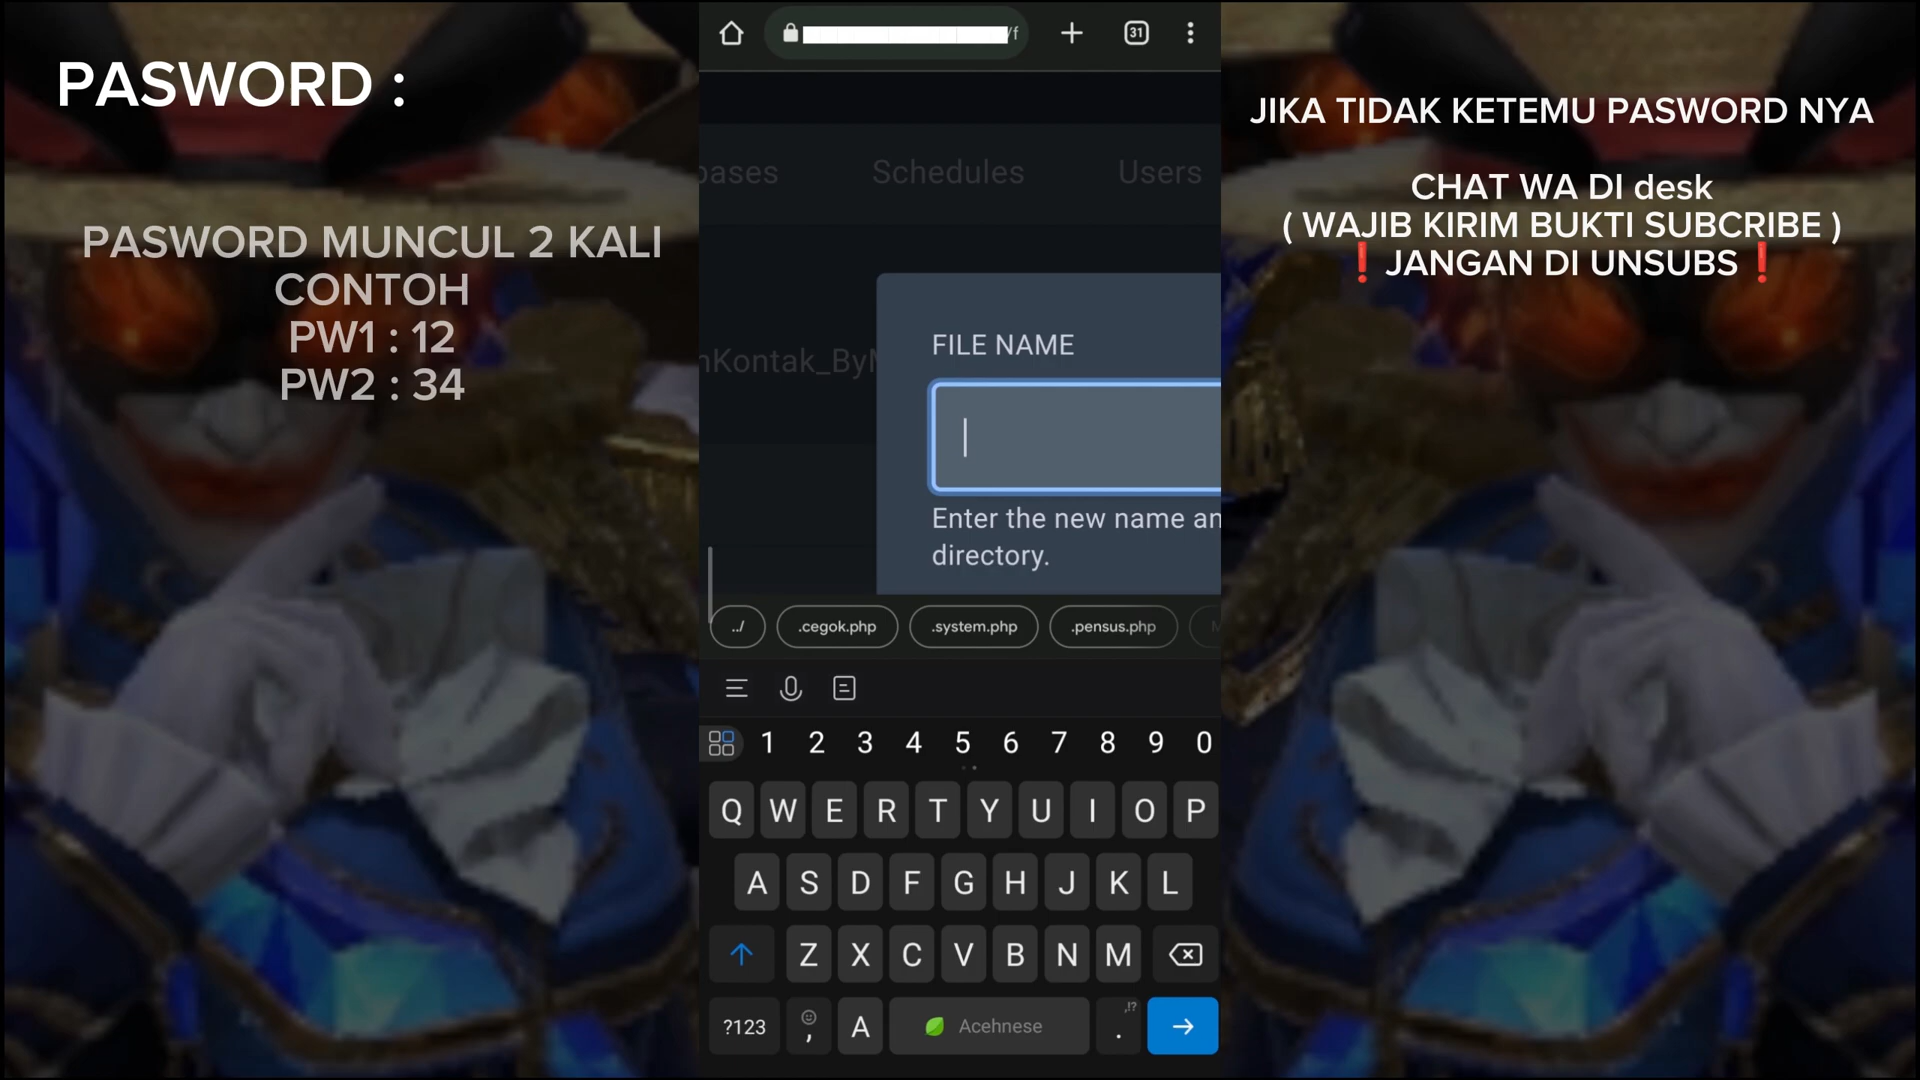 PASWORD :
PASWORD MUNCUL 2 KALI
CONTOH
PW1 : 12
PW2 : 34
/f
31
bases
Schedules
Users
nKontak_ByM
FILE NAME
Enter the new name an
directory.
../
.cegok.php
.system.php
.pensus.php
1 2 3 4 5 6 7 8 9 0
Q W E R T Y U I O P
A S D F G H J K L
Z X C V B N M
?123
,
A
Acehnese
,!?
.
JIKA TIDAK KETEMU PASWORD NYA
CHAT WA DI desk
( WAJIB KIRIM BUKTI SUBCRIBE )
❗JANGAN DI UNSUBS❗